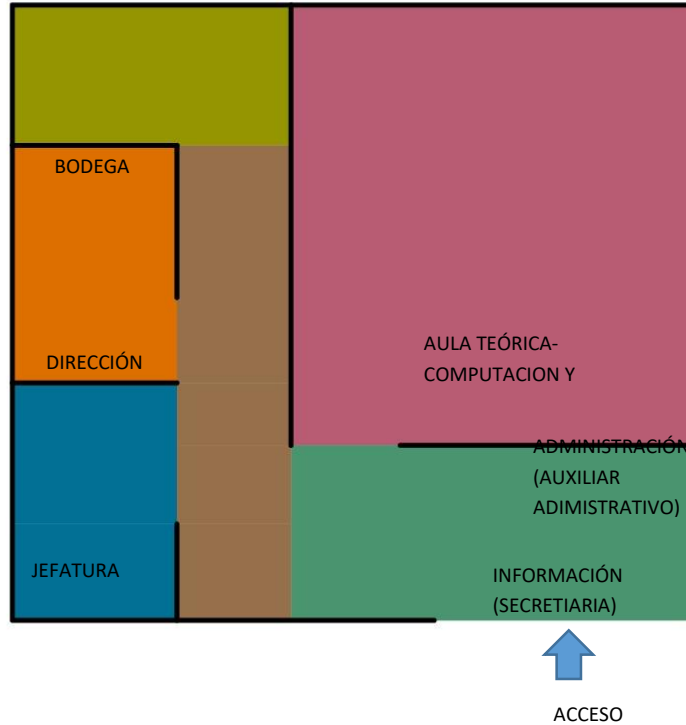 BODEGA
DIRECCIÓN
AULA TEÓRICA-
COMPUTACION Y
ADMINISTRACIÓN
(AUXILIAR
ADIMISTRATIVO)
JEFATURA
INFORMACIÓN
(SECRETIARIA)
ACCESO